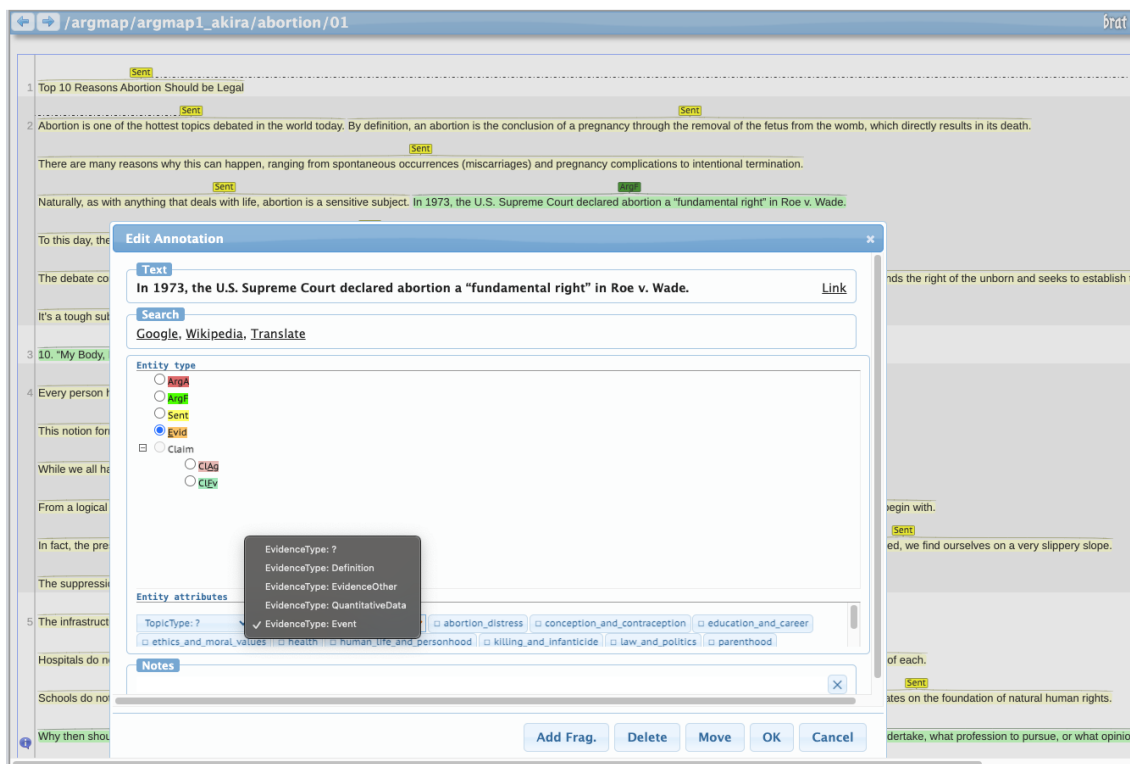 /argmap/argmap1_akira/abortion/01
brat
Sent
1 Top 10 Reasons Abortion Should be Legal
Sent Sent
2 Abortion is one of the hottest topics debated in the world today. By definition, an abortion is the conclusion of a pregnancy through the removal of the fetus from the womb, which directly results in its death.
Sent
There are many reasons why this can happen, ranging from spontaneous occurrences (miscarriages) and pregnancy complications to intentional termination.
Sent ArgF
Naturally, as with anything that deals with life, abortion is a sensitive subject. In 1973, the U.S. Supreme Court declared abortion a “fundamental right” in Roe v. Wade.
To this day, the
Edit Annotation
Text
In 1973, the U.S. Supreme Court declared abortion a “fundamental right” in Roe v. Wade. Link
The debate co nds the right of the unborn and seeks to establish
Search
It's a tough sub
Google, Wikipedia, Translate
3 10. “My Body,
Entity type
ArgA
4 Every person h
ArgF
Sent
This notion for
Evid
Claim
While we all ha
ClAg
ClFv
From a logical egin with.
Sent
In fact, the pre ed, we find ourselves on a very slippery slope.
EvidenceType: ?
EvidenceType: Definition
EvidenceType: EvidenceOther
EvidenceType: QuantitativeData
✓ EvidenceType: Event
The suppressi
Entity attributes
5 The infrastruct
TopicType: ? abortion_distress conception_and_contraception education_and_career
ethics_and_moral_values health human_life_and_personhood killing_and_infanticide law_and_politics parenthood
Hospitals do n of each.
Notes
Sent
Schools do not ates on the foundation of natural human rights.
Why then shou dertake, what profession to pursue, or what opinio
Add Frag. Delete Move OK Cancel